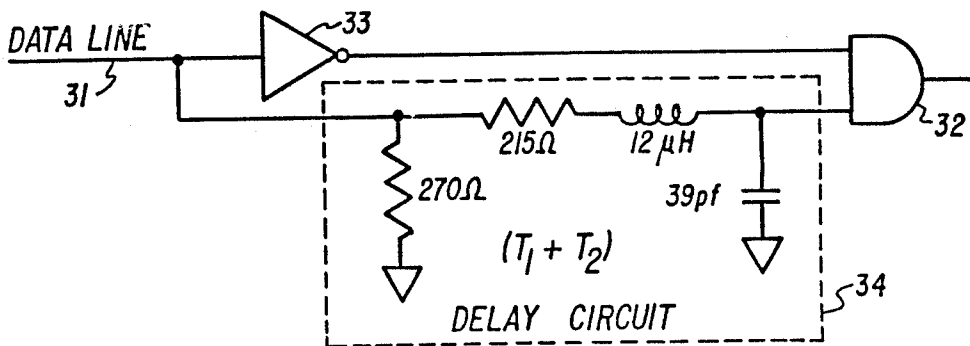 33
DATA LINE
31
32
215Ω
12 μH
270Ω
39pf
(T₁ + T₂)
34
DELAY CIRCUIT